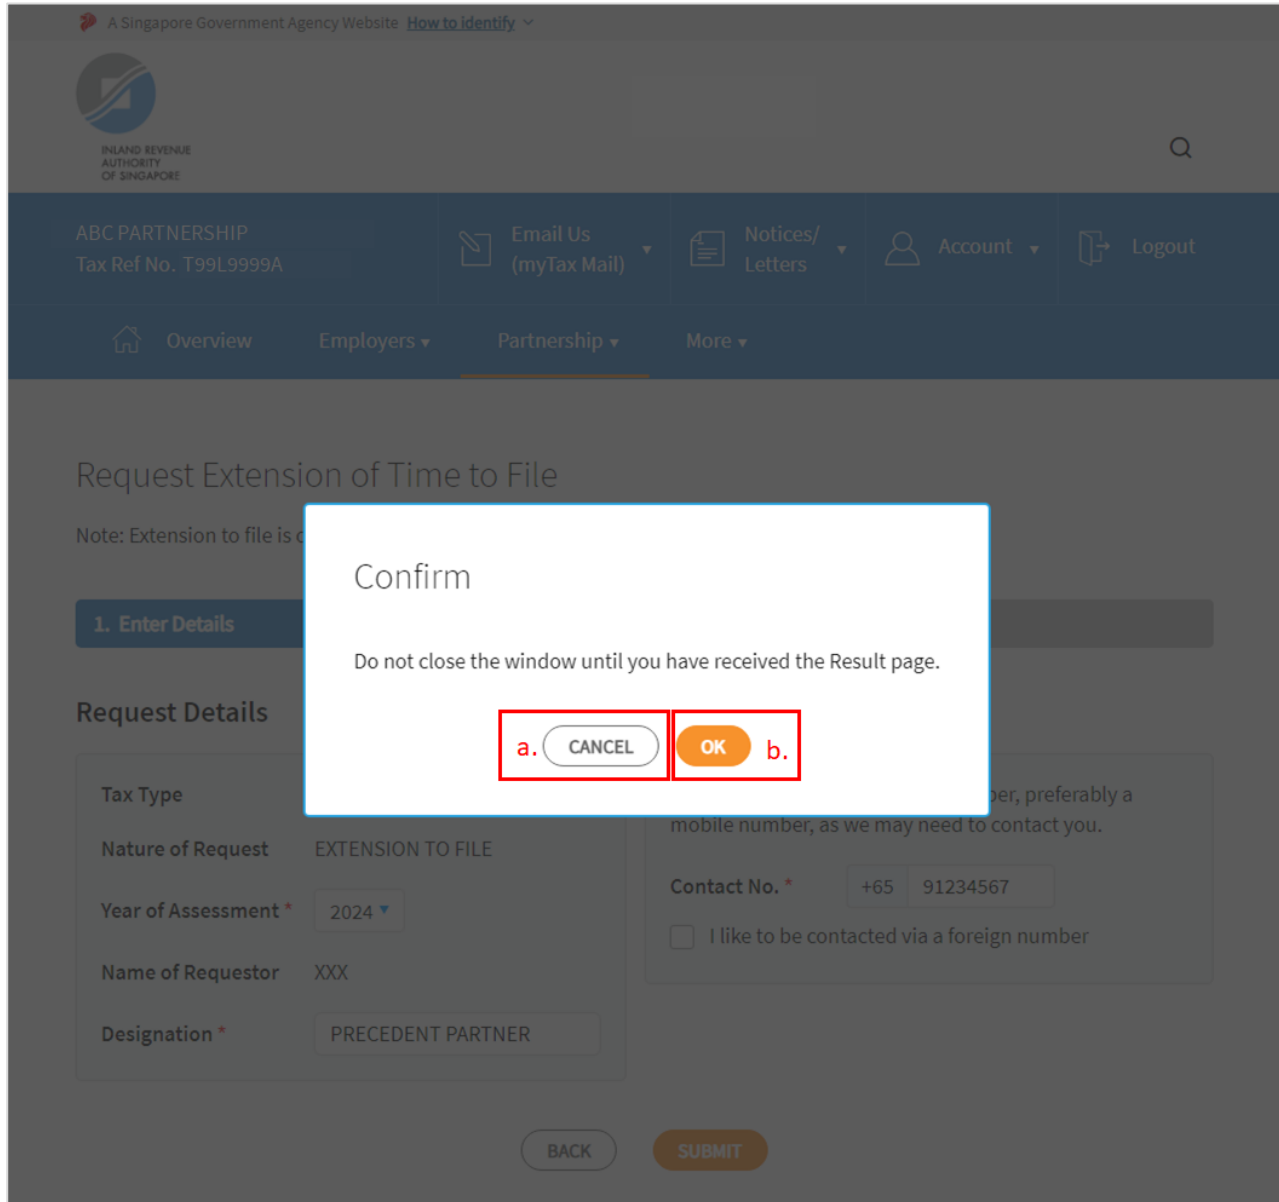 A Singapore Government Agency Website How to identify
INLAND REVENUE
AUTHORITY
OF SINGAPORE
ABC PARTNERSHIP
Tax Ref No. T99L9999A
Email Us
(myTax Mail)
Notices/
Letters
Account
Logout
Overview
Employers
Partnership
More
Request Extension of Time to File
Note: Extension to file is
Confirm
1. Enter Details
Do not close the window until you have received the Result page.
Request Details
a. CANCEL
OK b.
Tax Type
preferably a
mobile number, as we may need to contact you.
Nature of Request EXTENSION TO FILE
Contact No. * +65 91234567
Year of Assessment * 2024
I like to be contacted via a foreign number
Name of Requestor XXX
Designation * PRECEDENT PARTNER
BACK
SUBMIT